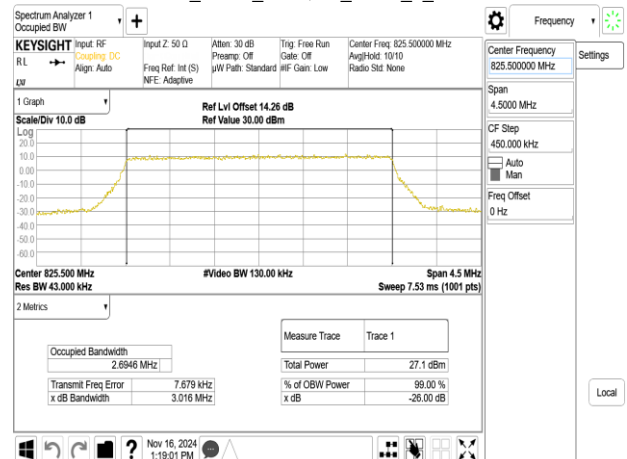 Spectrum Analyzer 1
Occupied BW
Frequency
KEYSIGHT
RL
Input: RF
Coupling: DC
Align: Auto
Input Z: 50 Ω
Freq Ref: Int (S)
NFE: Adaptive
Atten: 30 dB
Preamp: Off
µW Path: Standard
Trig: Free Run
Gate: Off
#IF Gain: Low
Center Freq: 825.500000 MHz
Avg|Hold: 10/10
Radio Std: None
Center Frequency
825.500000 MHz
Settings
Span
4.5000 MHz
CF Step
450.000 kHz
Auto
Man
Freq Offset
0 Hz
Local
1 Graph
Scale/Div 10.0 dB
Ref Lvl Offset 14.26 dB
Ref Value 30.00 dBm
Log
20.0
10.0
0.00
-10.0
-20.0
-30.0
-40.0
-50.0
-60.0
Center 825.500 MHz
#Video BW 130.00 kHz
Span 4.5 MHz
Res BW 43.000 kHz
Sweep 7.53 ms (1001 pts)
2 Metrics
Measure Trace Trace 1
Occupied Bandwidth
2.6946 MHz
Total Power 27.1 dBm
Transmit Freq Error 7.679 kHz
% of OBW Power 99.00 %
x dB Bandwidth 3.016 MHz
x dB -26.00 dB
Nov 16, 2024
1:19:01 PM